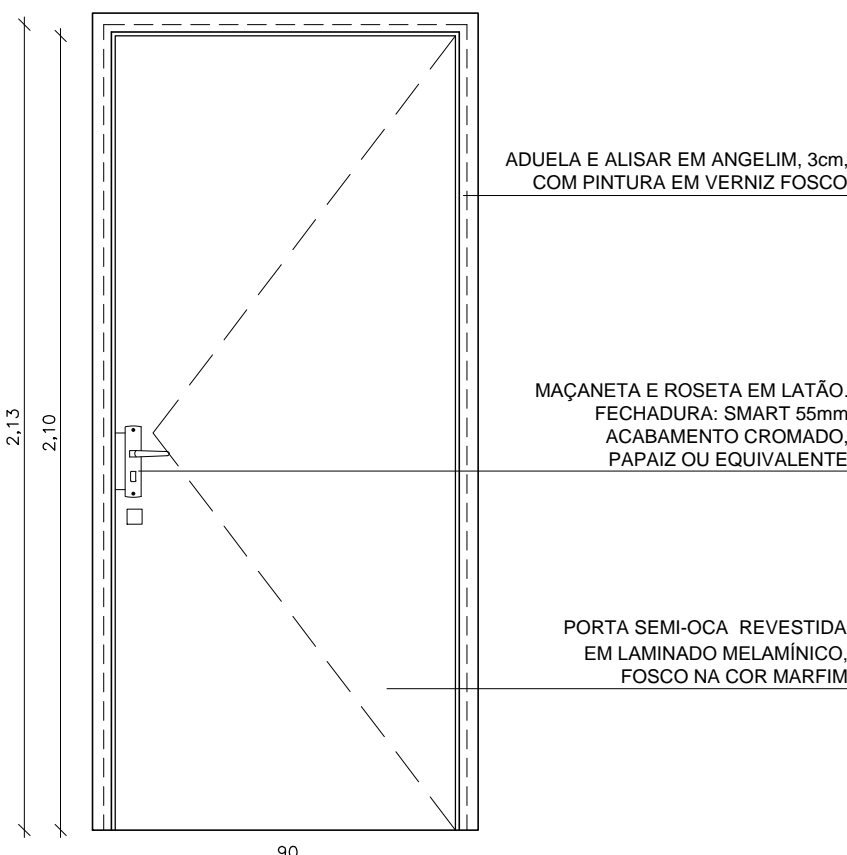 ADUELA E ALISAR EM ANGELIM, 3cm,
COM PINTURA EM VERNIZ FOSCO
MAÇANETA E ROSETA EM LATÃO.
FECHADURA: SMART 55mm
ACABAMENTO CROMADO,
PAPAIZ OU EQUIVALENTE
2,13
2,10
PORTA SEMI-OCA REVESTIDA
EM LAMINADO MELAMÍNICO,
FOSCO NA COR MARFIM
90